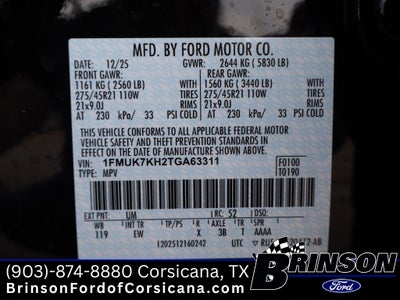 MFD. BY FORD MOTOR CO.
DATE: 12/25 GVWR: 2644 KG ( 5830 LB)
FRONT GAWR: REAR GAWR:
1161 KG ( 2560 LB) 1560 KG ( 3440 LB)
275/45R21 110W TIRES 275/45R21 110W TIRES
21x9.0J RIMS 21x9.0J RIMS
AT 230 kPa/ 33 PSI COLD AT 230 kPa/ 33
THIS VEHICLE CONFORMS TO ALL APPLICABLE FEDERAL MOTOR
VEHICLE SAFETY AND THEFT PREVENTION STANDARDS IN EFFECT ON
THE DATE OF MANUFACTURE SHOWN ABOVE.
VIN: 1FMUK7KH2TGA63311 F0100
TYPE: MPV T0190
EXT PNT: UM RC: 52 DSO:
WB INT TR TP/PS R AXLE TR SPR
119 EW X 3B T AAAA
1202512160242 UTC
(903)-874-8880 Corsicana, TX
BrinsonFordofCorsicana.com
BRINSON
Ford